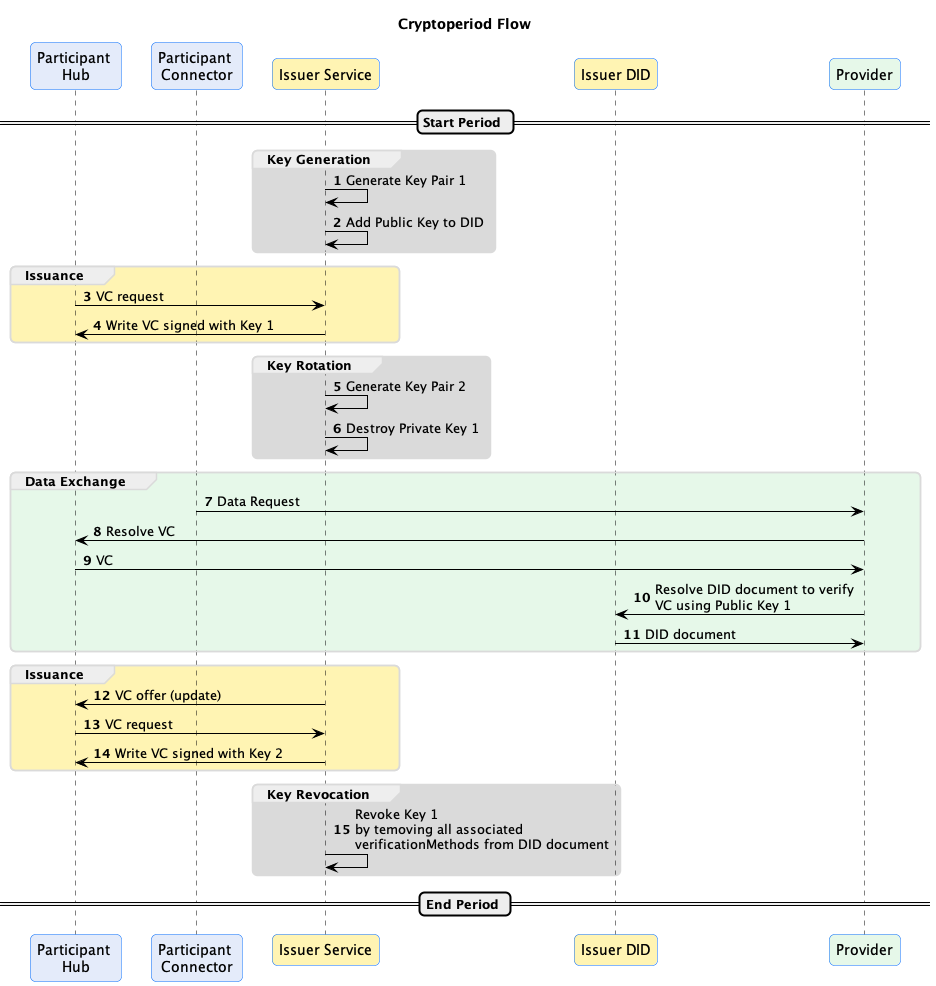 Cryptoperiod Flow
Participant
Hub
Participant
Connector
Issuer Service
Issuer DID
Provider
Start Period
Key Generation
1 Generate Key Pair 1
2 Add Public Key to DID
Issuance
3 VC request
4 Write VC signed with Key 1
Key Rotation
5 Generate Key Pair 2
6 Destroy Private Key 1
Data Exchange
7 Data Request
8 Resolve VC
9 VC
10 Resolve DID document to verify
VC using Public Key 1
11 DID document
Issuance
12 VC offer (update)
13 VC request
14 Write VC signed with Key 2
Key Revocation
Revoke Key 1
15 by temoving all associated
verificationMethods from DID document
End Period
Participant
Hub
Participant
Connector
Issuer Service
Issuer DID
Provider